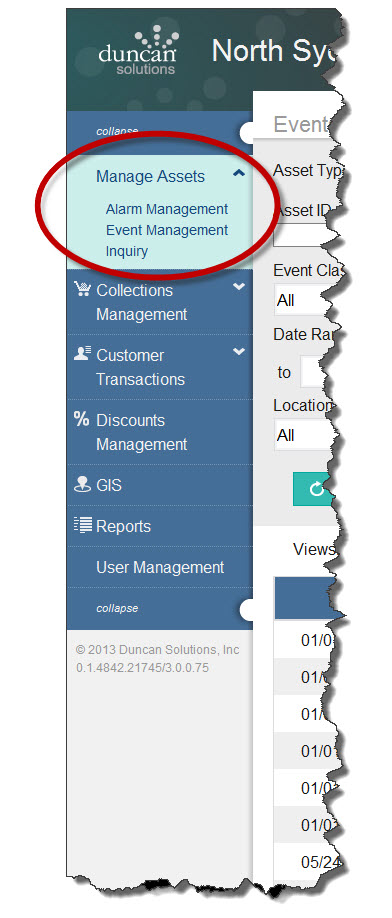 duncan
solutions
North Sy
collapse
Manage Assets
Alarm Management
Event Management
Inquiry
Collections
Management
Customer
Transactions
Discounts
Management
GIS
Reports
User Management
collapse
© 2013 Duncan Solutions, Inc
0.1.4842.21745/3.0.0.75
Event
Asset Typ
Asset ID
Event Cla
All
Date Ra
to
Location
All
Views
01/0
01/
01/
01/0
01/0
01/0
05/24